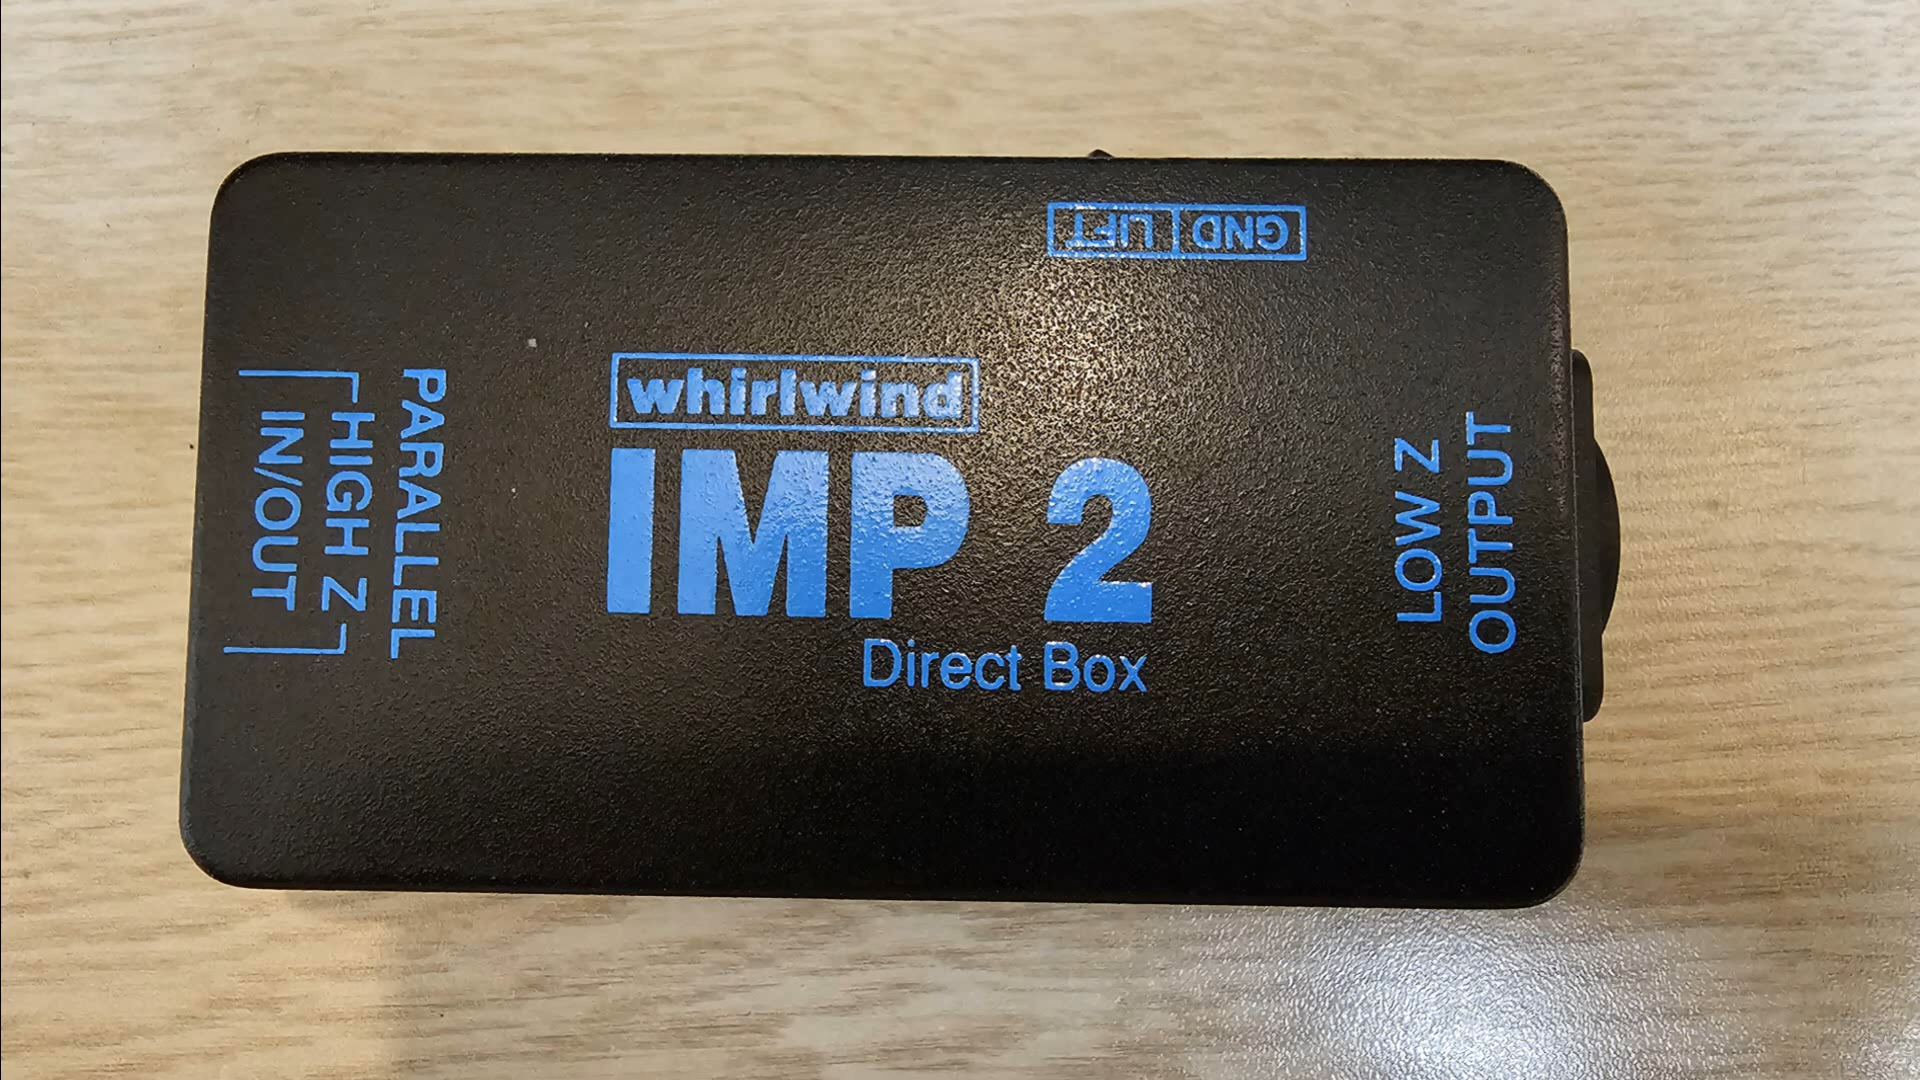 GND LIFT
whirlwind
IMP 2
Direct Box
PARALLEL
HIGH Z
IN/OUT
LOW Z
OUTPUT